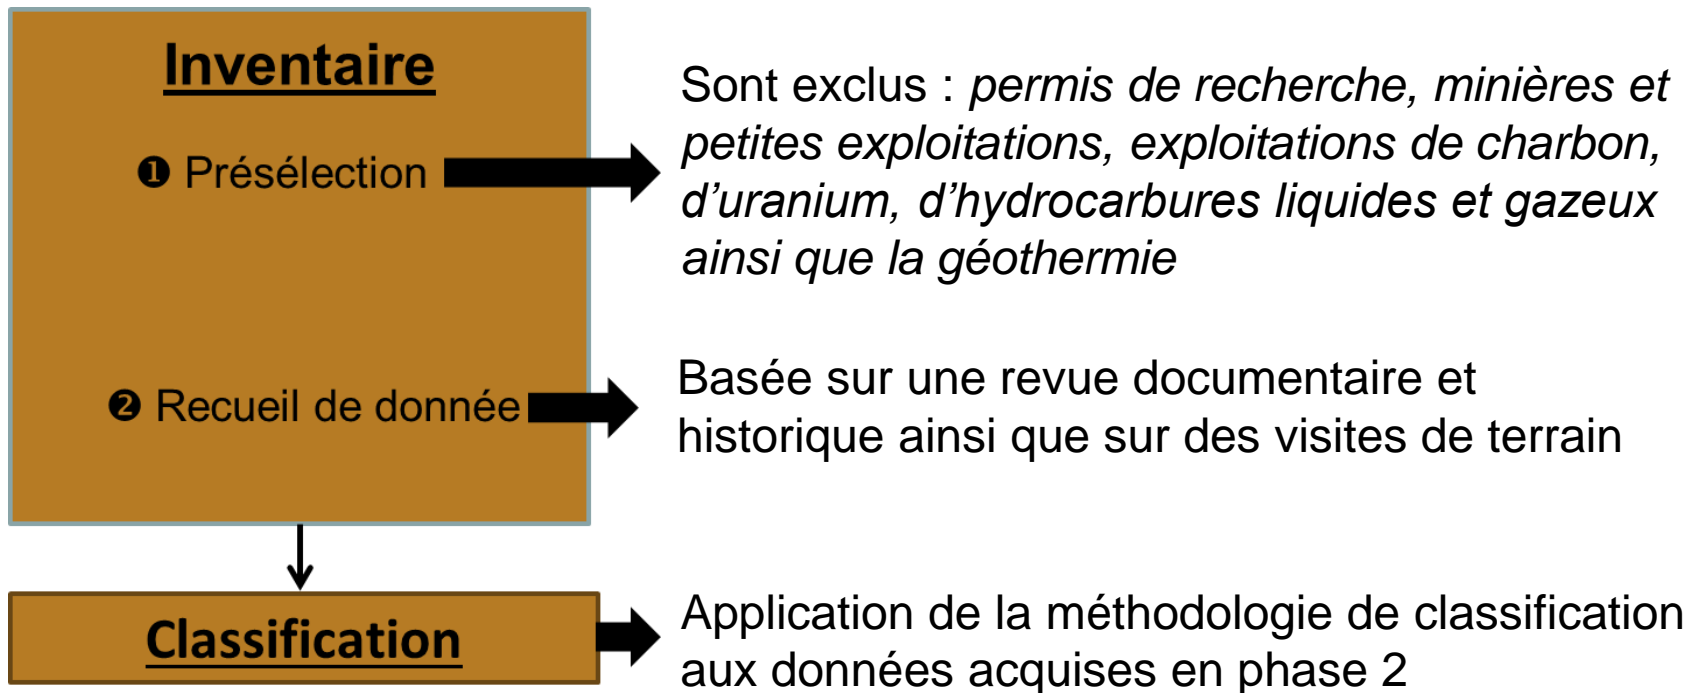 Inventaire
❶ Présélection
Sont exclus : permis de recherche, minières et
petites exploitations, exploitations de charbon,
d’uranium, d’hydrocarbures liquides et gazeux
ainsi que la géothermie
❷ Recueil de donnée
Basée sur une revue documentaire et
historique ainsi que sur des visites de terrain
Classification
Application de la méthodologie de classification
aux données acquises en phase 2